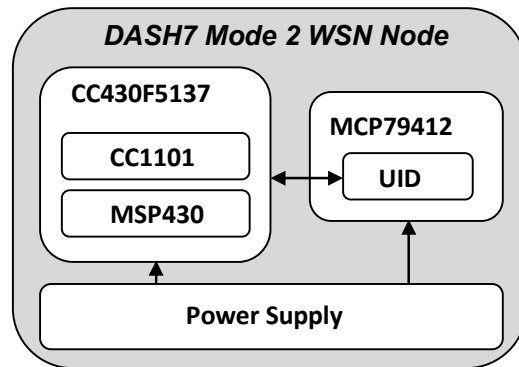 DASH7 Mode 2 WSN Node
CC430F5137
CC1101
MSP430
MCP79412
UID
Power Supply